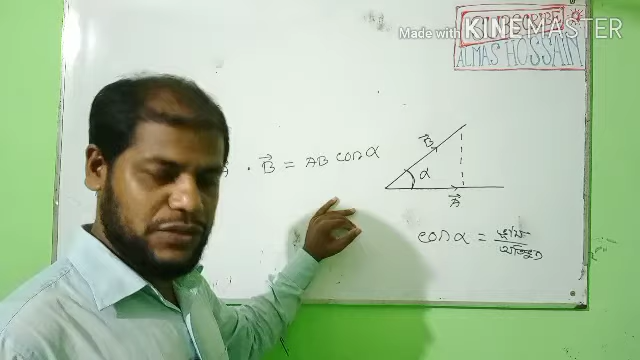 Made with KINEMASTER
ALMAS HOSSAIN
A⃗ · B⃗ = AB cos α
B⃗
α
A⃗
cos α = ভূমি / অতিভুজ